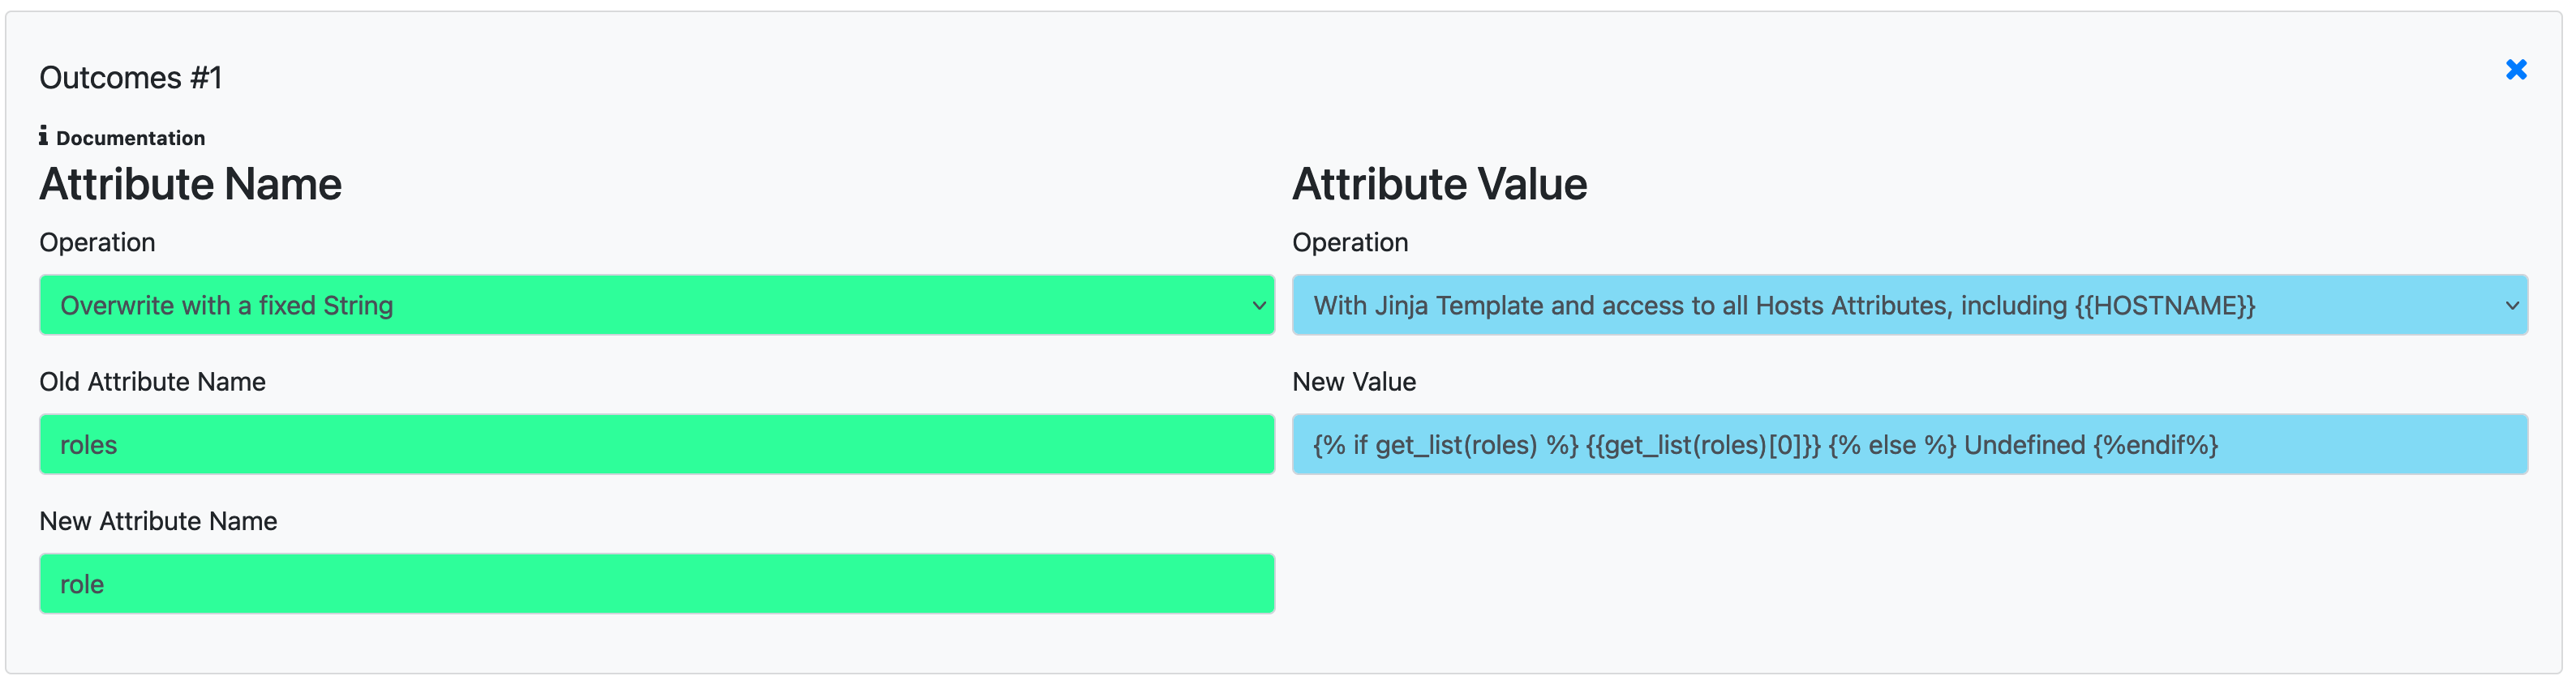 Outcomes #1
Documentation
Attribute Name
Operation
Overwrite with a fixed String
Old Attribute Name
roles
New Attribute Name
role
Attribute Value
Operation
With Jinja Template and access to all Hosts Attributes, including {{HOSTNAME}}
New Value
{% if get_list(roles) %} {{get_list(roles)[0]}} {% else %} Undefined {%endif%}